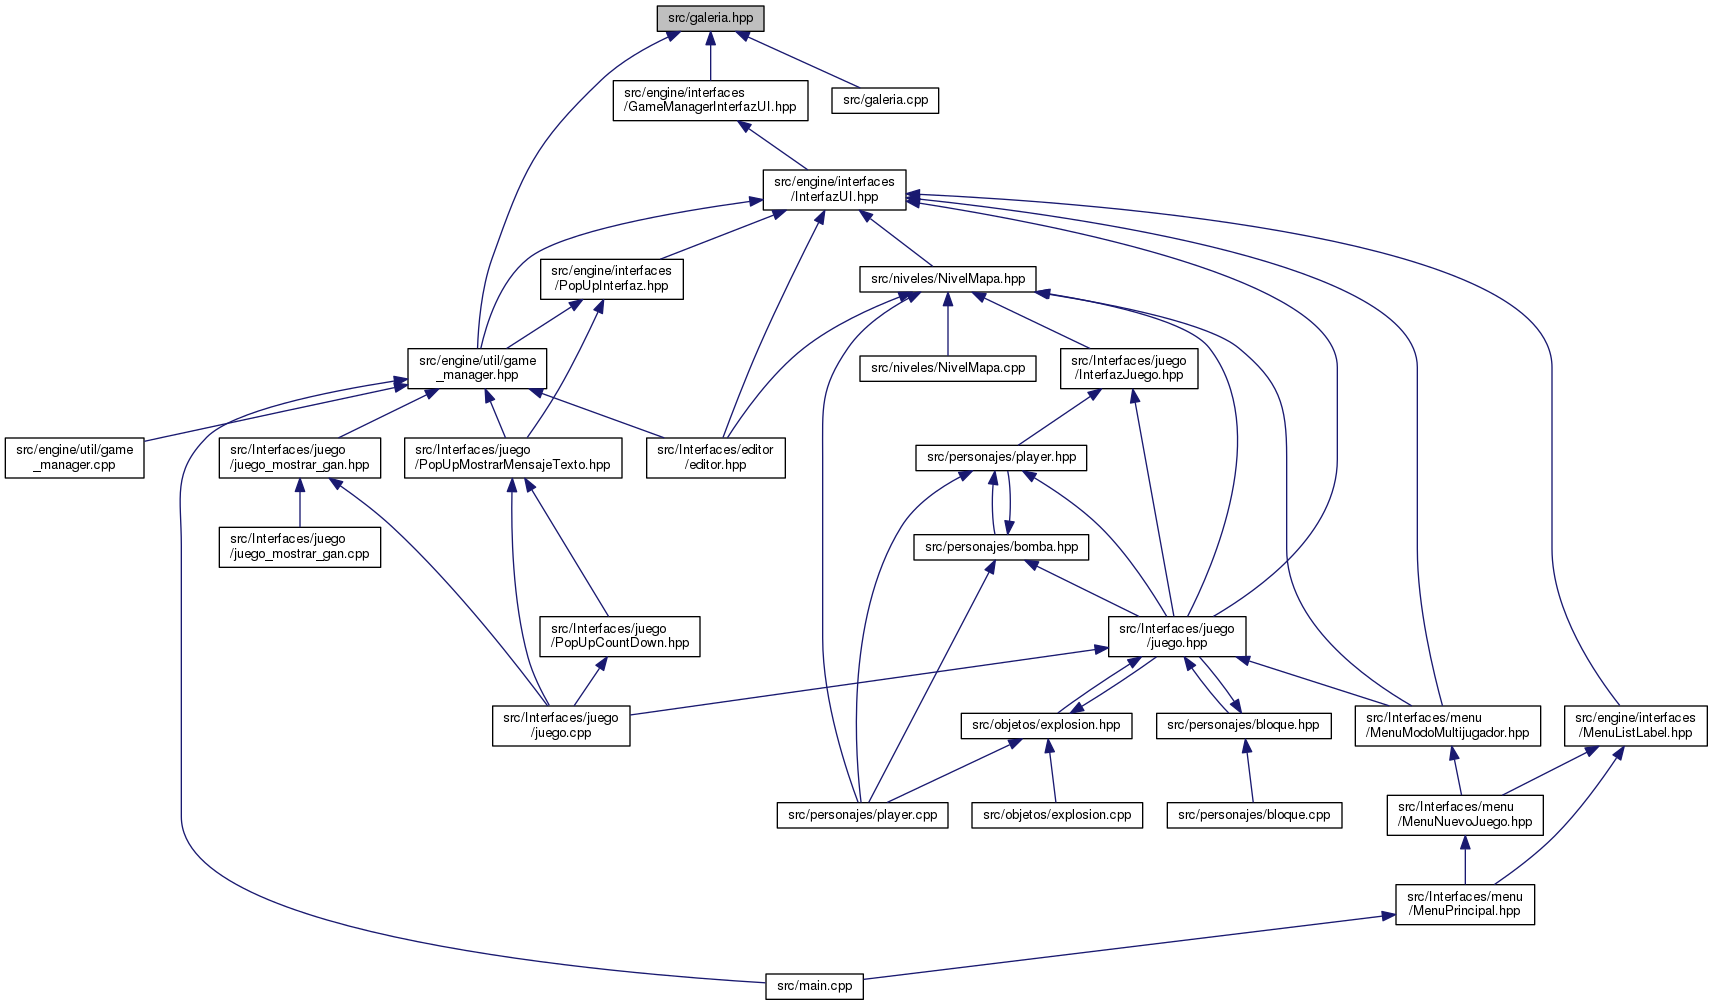 src/galeria.hpp
src/engine/interfaces
/GameManagerInterfazUI.hpp
src/galeria.cpp
src/engine/interfaces
/InterfazUI.hpp
src/engine/interfaces
/PopUpInterfaz.hpp
src/niveles/NivelMapa.hpp
src/engine/util/game
_manager.hpp
src/niveles/NivelMapa.cpp
src/Interfaces/juego
/InterfazJuego.hpp
src/engine/util/game
_manager.cpp
src/Interfaces/juego
/juego_mostrar_gan.hpp
src/Interfaces/juego
/PopUpMostrarMensajeTexto.hpp
src/Interfaces/editor
/editor.hpp
src/personajes/player.hpp
src/Interfaces/juego
/juego_mostrar_gan.cpp
src/personajes/bomba.hpp
src/Interfaces/juego
/PopUpCountDown.hpp
src/Interfaces/juego
/juego.hpp
src/Interfaces/juego
/juego.cpp
src/objetos/explosion.hpp
src/personajes/bloque.hpp
src/Interfaces/menu
/MenuModoMultijugador.hpp
src/engine/interfaces
/MenuListLabel.hpp
src/personajes/player.cpp
src/objetos/explosion.cpp
src/personajes/bloque.cpp
src/Interfaces/menu
/MenuNuevoJuego.hpp
src/Interfaces/menu
/MenuPrincipal.hpp
src/main.cpp